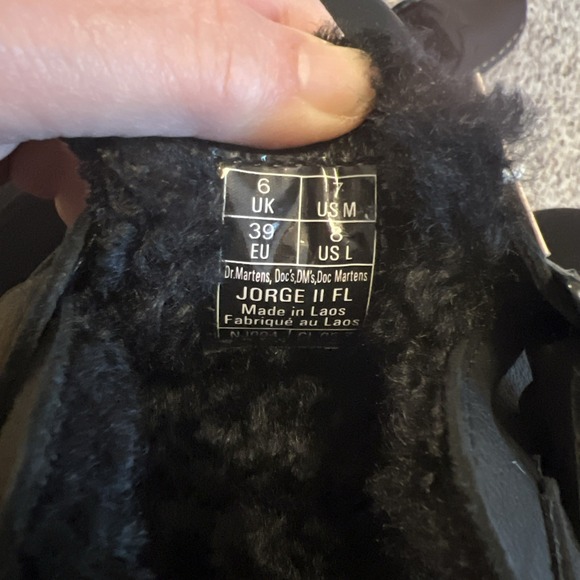 6 7
UK US M
39 8
EU US L
Dr.Martens, Doc's,DM's,Doc Martens
JORGE II FL
Made in Laos
Fabriqué au Laos